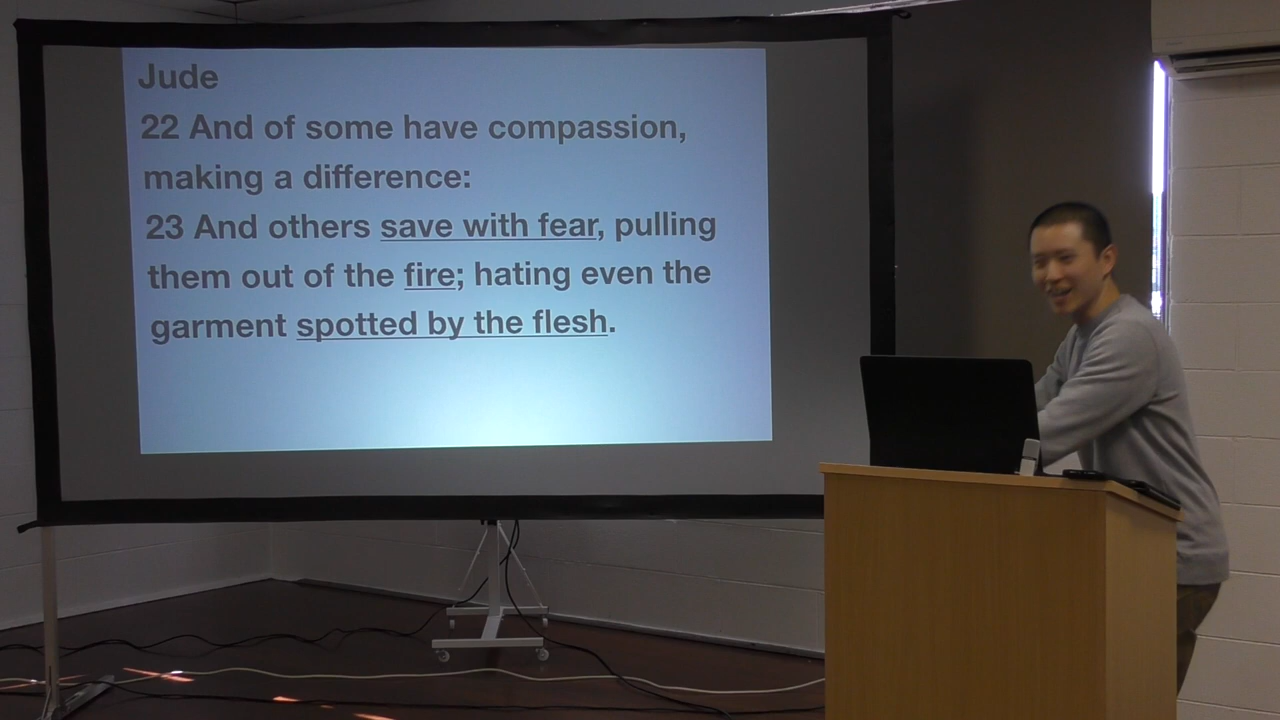 Jude
22 And of some have compassion,
making a difference:
23 And others save with fear, pulling
them out of the fire; hating even the
garment spotted by the flesh.